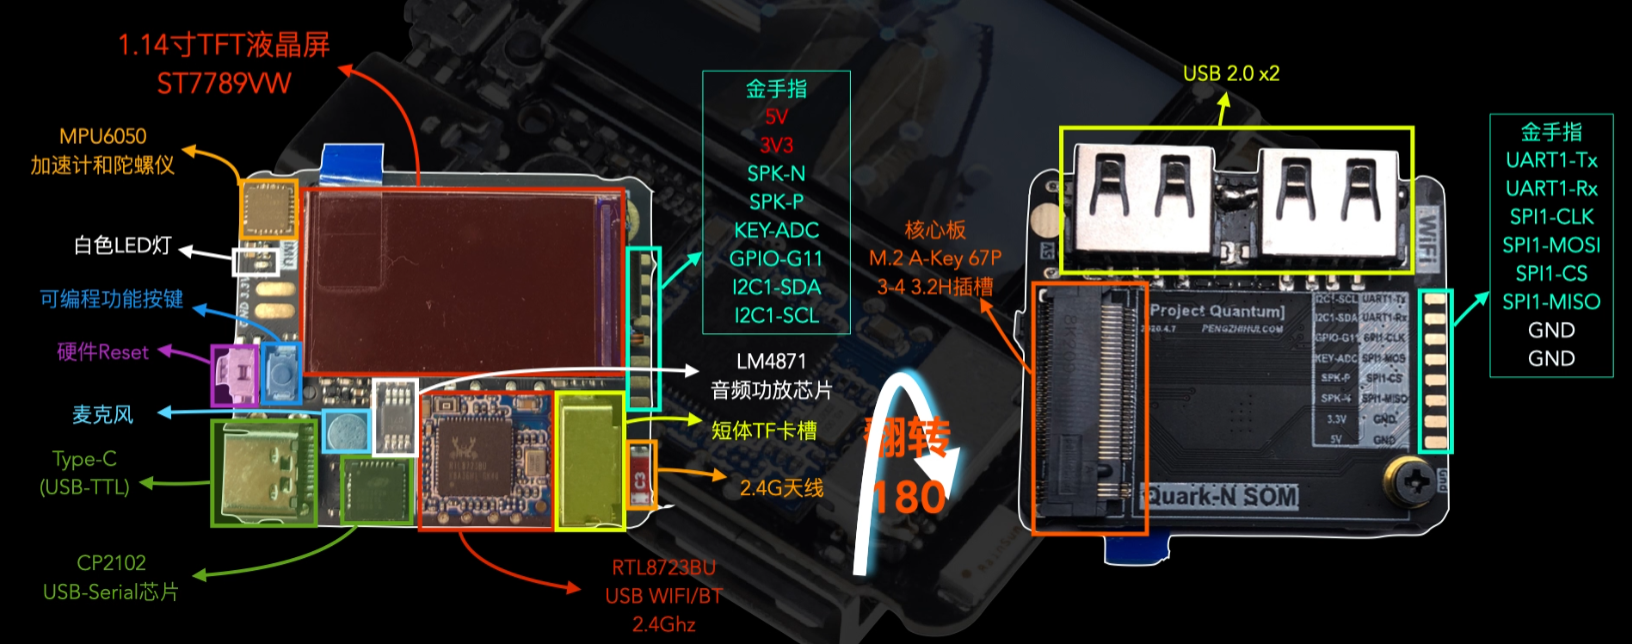 1.14寸TFT液晶屏
ST7789VW
MPU6050
加速计和陀螺仪
白色LED灯
可编程功能按键
硬件Reset
麦克风
Type-C
(USB-TTL)
CP2102
USB-Serial芯片
IMU
GND 3.3V
金手指
5V
3V3
SPK-N
SPK-P
KEY-ADC
GPIO-G11
I2C1-SDA
I2C1-SCL
LM4871
音频功放芯片
短体TF卡槽
2.4G天线
RTL8723BU
USB WIFI/BT
2.4Ghz
C3
翻转
180
核心板
M.2 A-Key 67P
3-4 3.2H插槽
USB 2.0 x2
5V
WiFi
[Project Quantum]
PENGZHIHUI.COM
I2C1-SCL UART1-Tx
I2C1-SDA UART1-Rx
GPIO-G11 SPI1-CLK
KEY-ADC SPI1-MOSI
SPK-P SPI1-CS
SPK-N SPI1-MISO
3.3V GND
5V GND
Quark-N SOM
Gnd
金手指
UART1-Tx
UART1-Rx
SPI1-CLK
SPI1-MOSI
SPI1-CS
SPI1-MISO
GND
GND